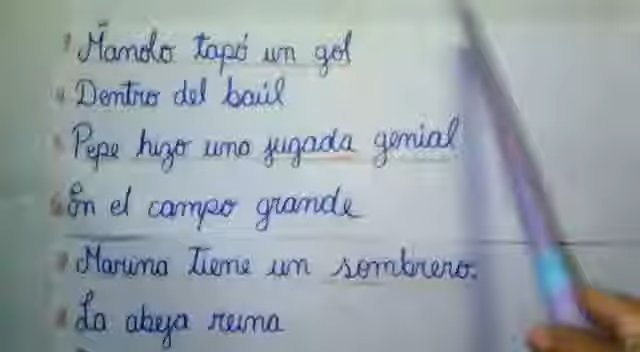 Manolo tapó un gol
Dentro del baúl
Pepe hizo una jugada genial
En el campo grande
Marina tiene un sombrero.
La abeja reina